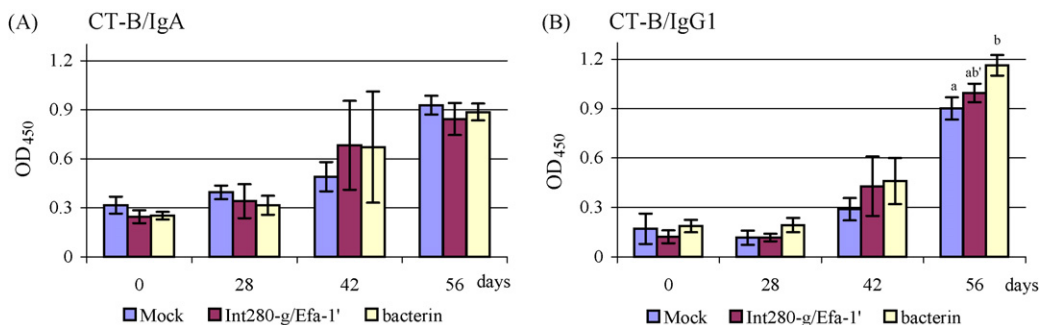 (A) CT-B/IgA
1.2
0.9
0.6
0.3
0
OD450
0 28 42 56 days
Mock Int280-g/Efa-1' bacterin
(B) CT-B/IgG1
1.2
0.9
0.6
0.3
0
OD450
a ab' b
0 28 42 56 days
Mock Int280-g/Efa-1' bacterin